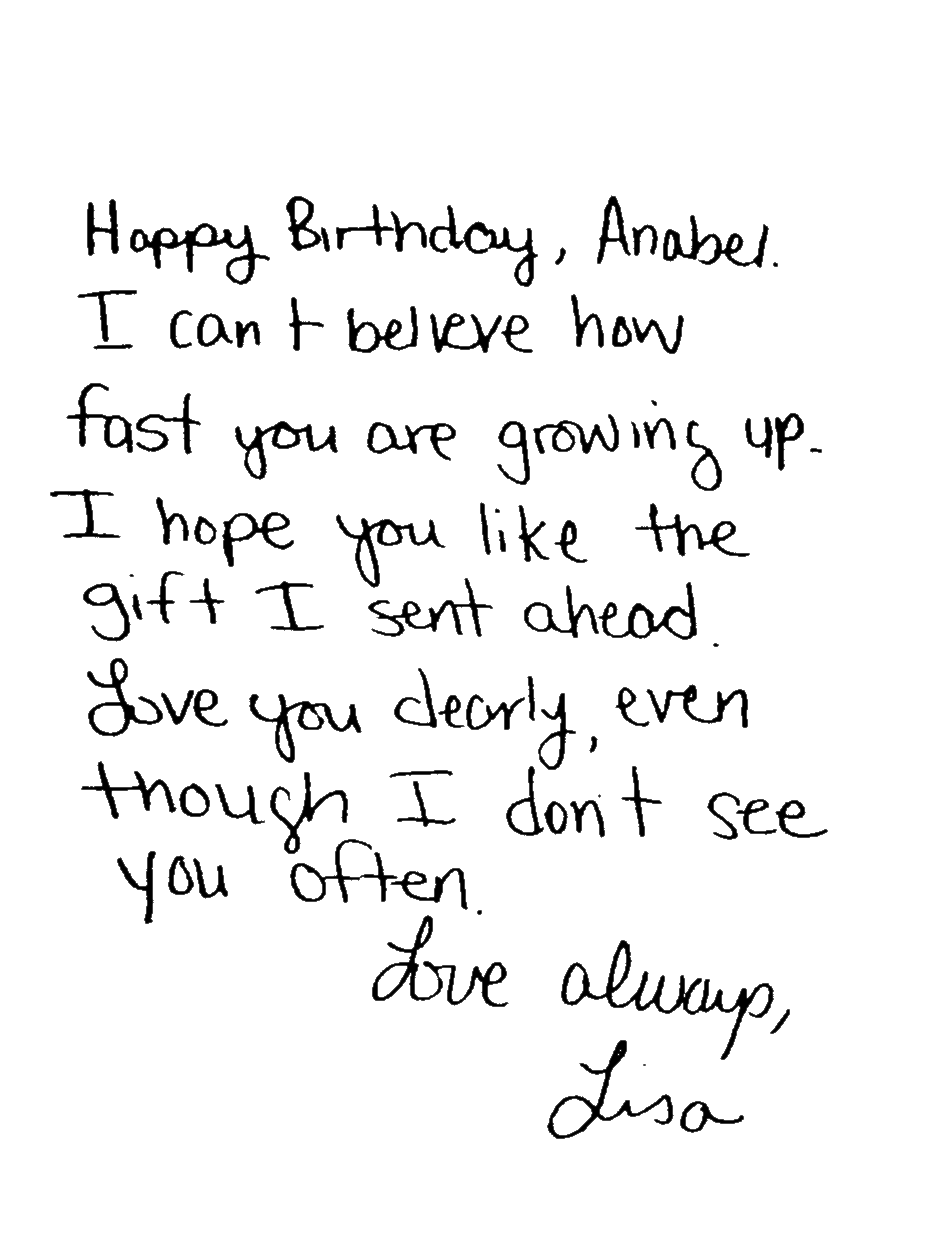 Happy Birthday, Anabel.
I can't believe how
fast you are growing up.
I hope you like the
gift I sent ahead.
Love you dearly, even
though I don't see
you often.
Love always,
Lisa